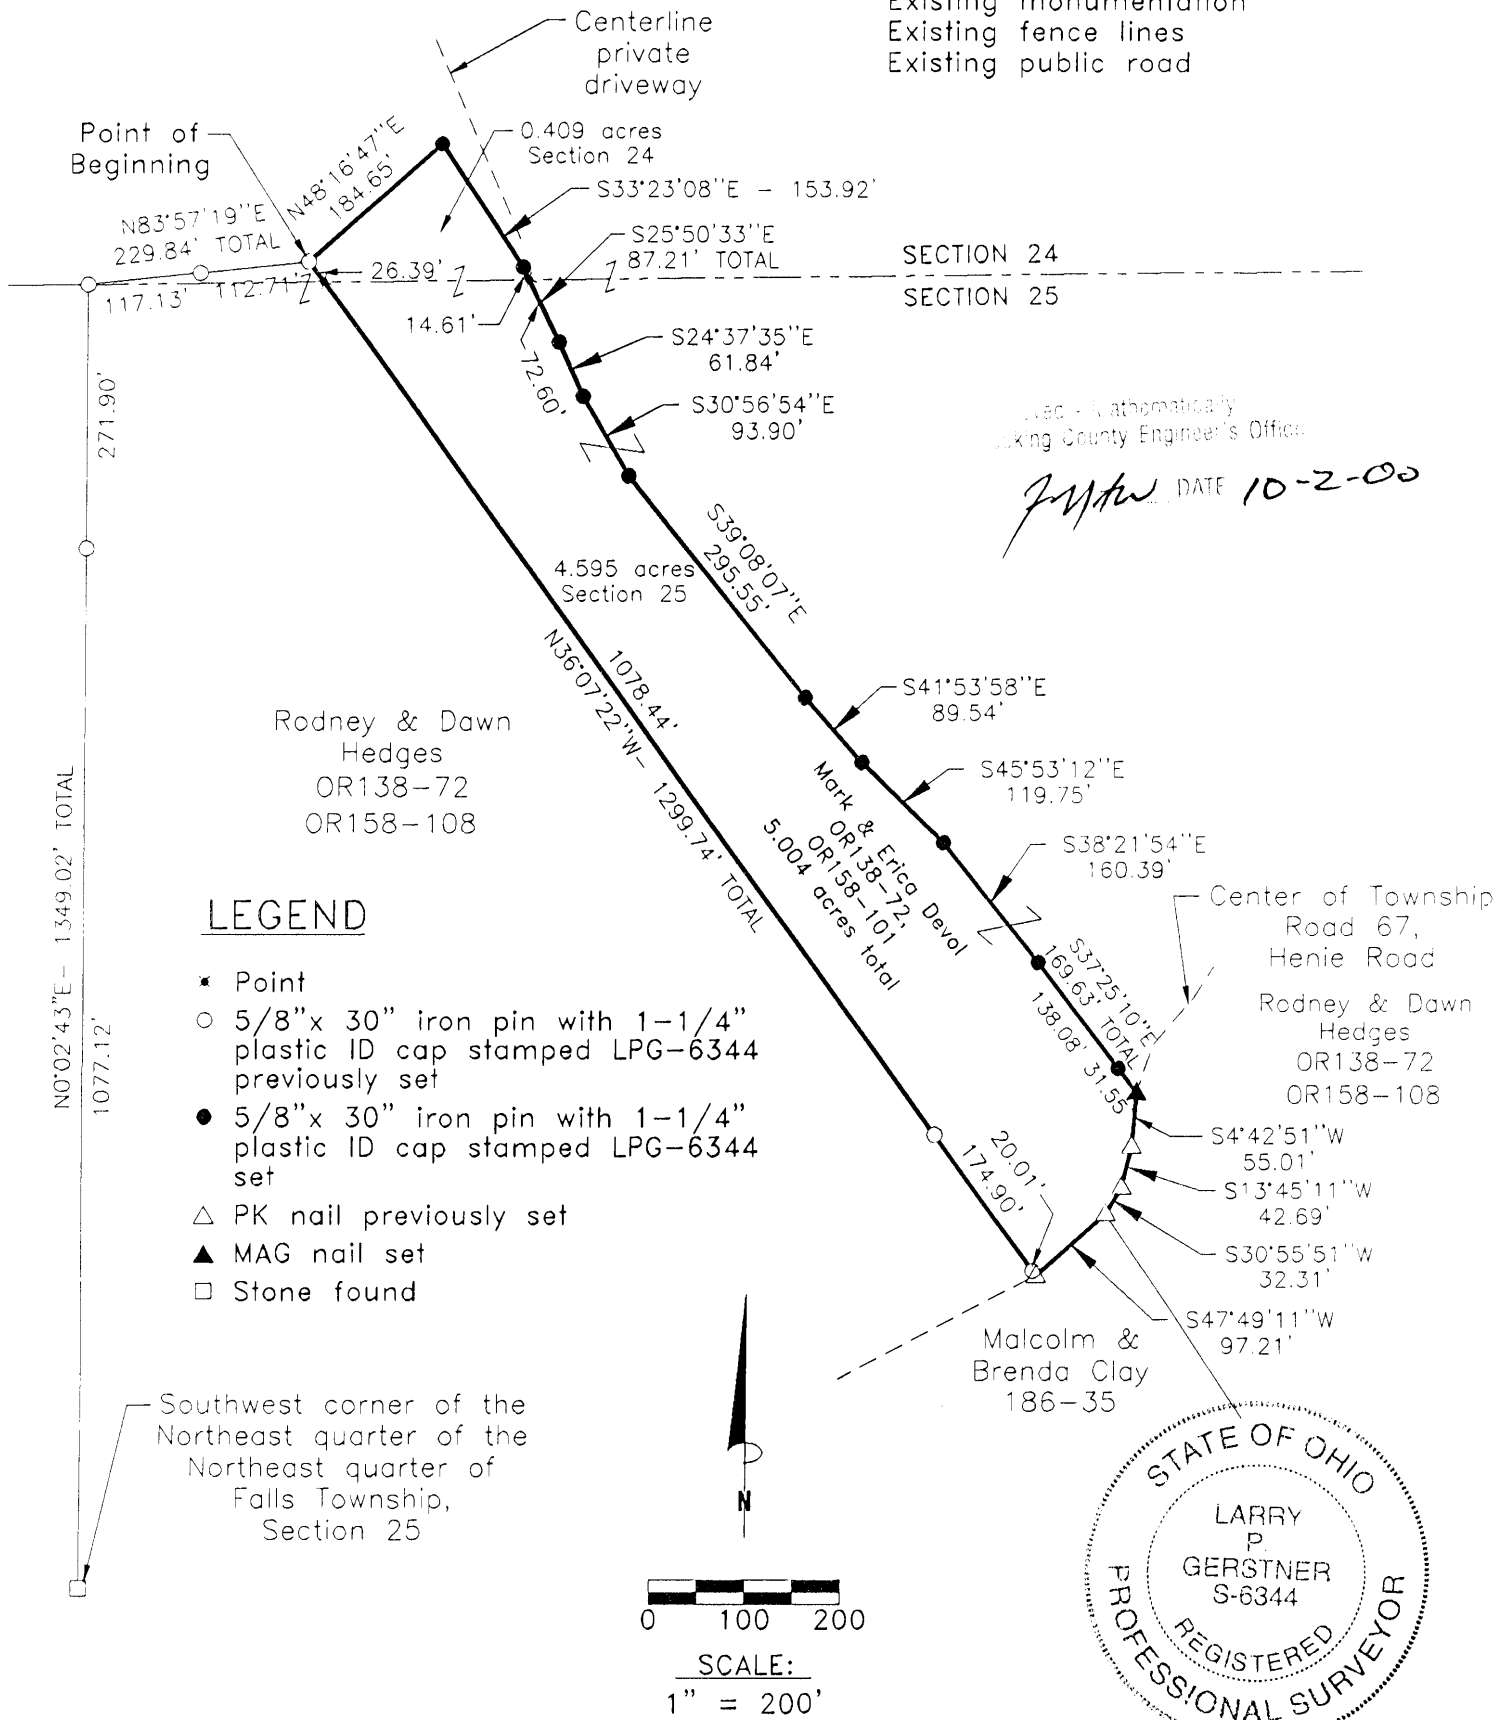 Existing monumentation
Existing fence lines
Existing public road
Centerline
private
driveway
Point of
Beginning
N48°16'47"E
184.65'
0.409 acres
Section 24
S33°23'08"E - 153.92'
N83°57'19"E
229.84' TOTAL
S25°50'33"E
87.21' TOTAL
SECTION 24
SECTION 25
26.39'
117.13'
112.71'
14.61'
72.60'
S24°37'35"E
61.84'
S30°56'54"E
93.90'
271.90'
Mathematically
King County Engineer's Office
DATE 10-2-00
S39°08'07"E
295.55'
4.595 acres
Section 25
1078.44'
N36°07'22"W- 1299.74' TOTAL
S41°53'58"E
89.54'
Rodney & Dawn
Hedges
OR138-72
OR158-108
S45°53'12"E
119.75'
Mark & Erica Devol
OR138-72,
OR158-101
5.004 acres total
S38°21'54"E
160.39'
N0°02'43"E- 1349.02' TOTAL
1077.12'
Center of Township
Road 67,
Henie Road
S37°25'10"E
169.63' TOTAL
138.08'
31.55
Rodney & Dawn
Hedges
OR138-72
OR158-108
LEGEND
Point
5/8"x 30" iron pin with 1-1/4"
plastic ID cap stamped LPG-6344
previously set
5/8"x 30" iron pin with 1-1/4"
plastic ID cap stamped LPG-6344
set
PK nail previously set
MAG nail set
Stone found
20.01'
174.90'
S4°42'51"W
55.01'
S13°45'11"W
42.69'
S30°55'51"W
32.31'
S47°49'11"W
97.21'
Malcolm &
Brenda Clay
186-35
Southwest corner of the
Northeast quarter of the
Northeast quarter of
Falls Township,
Section 25
N
0 100 200
SCALE:
1" = 200'
STATE OF OHIO
LARRY
P.
GERSTNER
S-6344
REGISTERED
PROFESSIONAL SURVEYOR